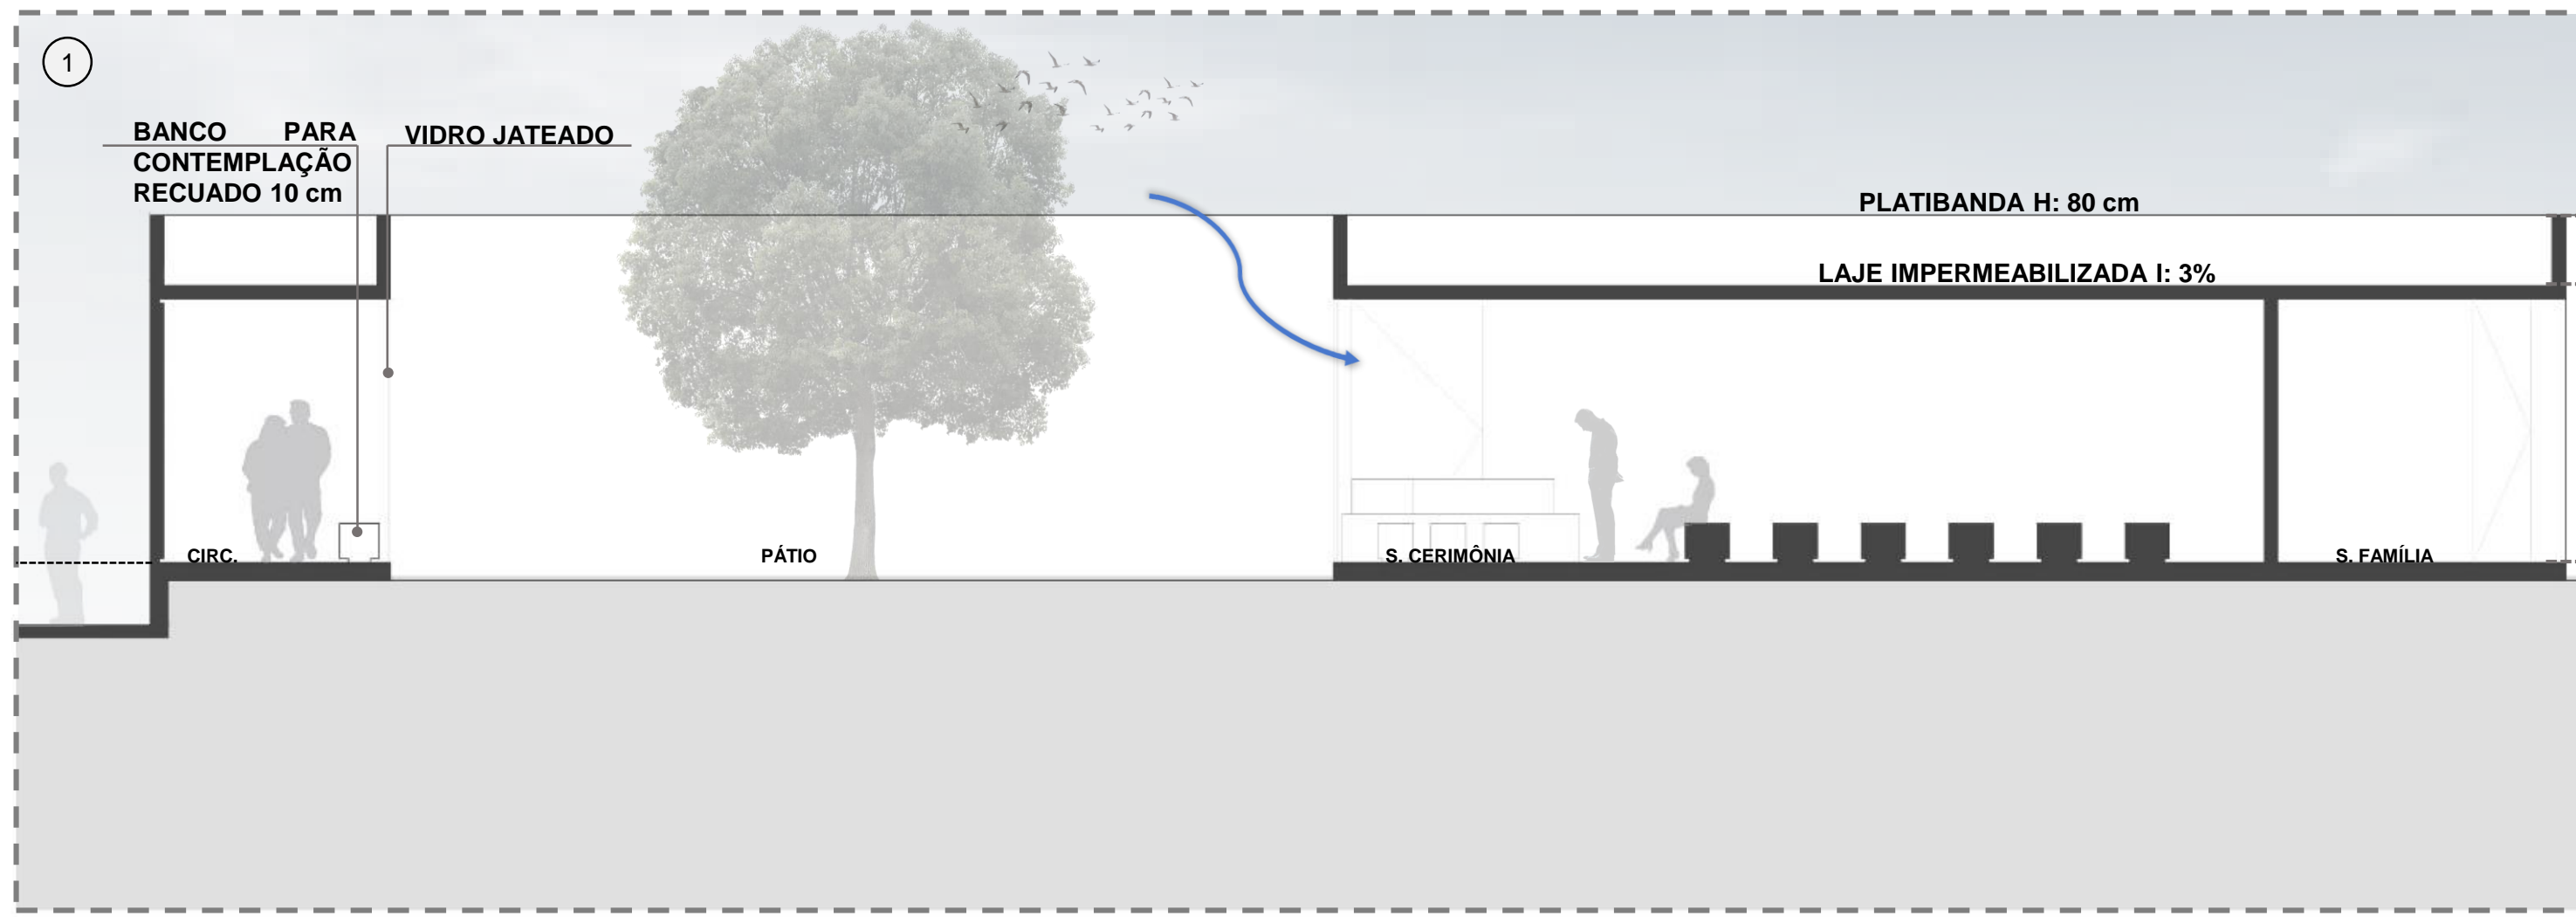 1
BANCO PARA
CONTEMPLAÇÃO
RECUADO 10 cm
VIDRO JATEADO
PLATIBANDA H: 80 cm
LAJE IMPERMEABILIZADA I: 3%
CIRC.
PÁTIO
S. CERIMÔNIA
S. FAMÍLIA